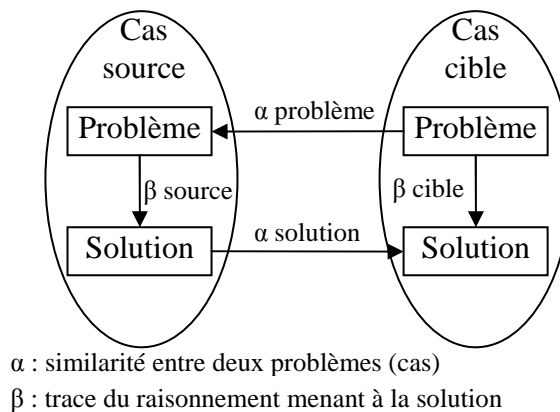 Cas
source
Cas
cible
Problème
α problème
Problème
β source
β cible
Solution
α solution
Solution
α : similarité entre deux problèmes (cas)
β : trace du raisonnement menant à la solution